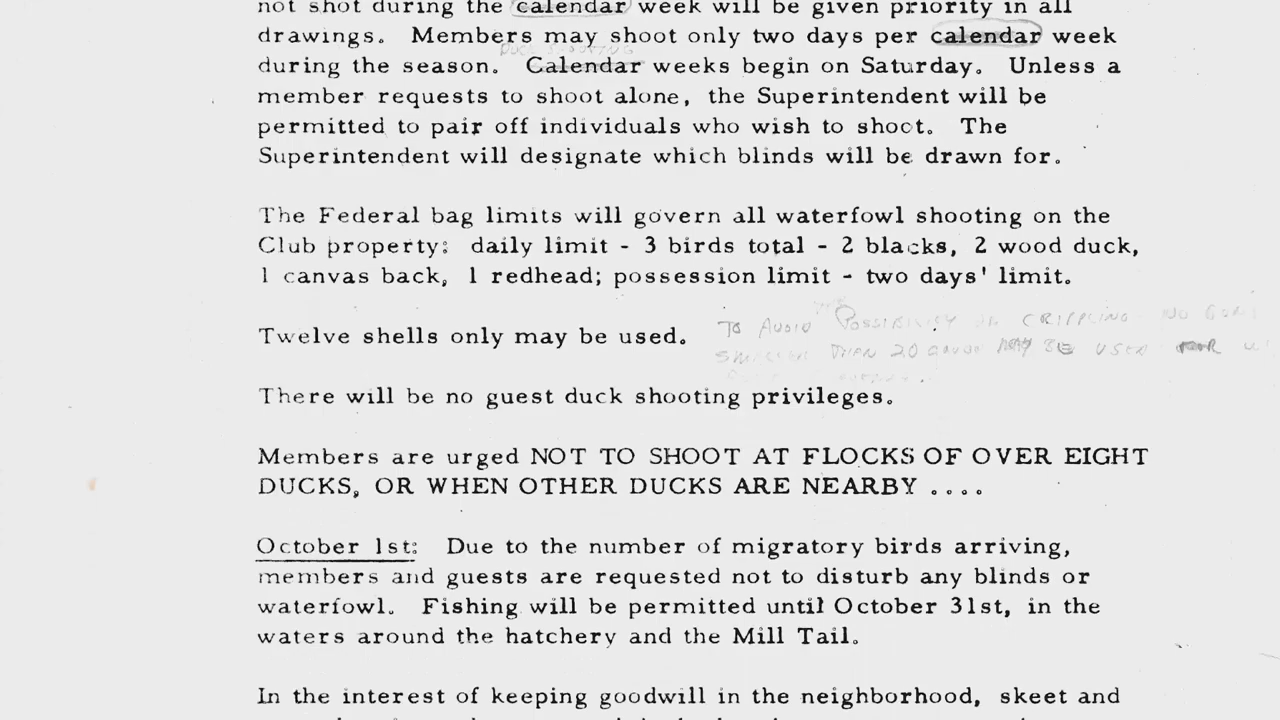 not shot during the calendar week will be given priority in all
drawings. Members may shoot only two days per calendar week
DUCK SHOOTING
during the season. Calendar weeks begin on Saturday. Unless a
member requests to shoot alone, the Superintendent will be
permitted to pair off individuals who wish to shoot. The
Superintendent will designate which blinds will be drawn for.
The Federal bag limits will govern all waterfowl shooting on the
Club property: daily limit - 3 birds total - 2 blacks, 2 wood duck,
1 canvas back, 1 redhead; possession limit - two days' limit.
TO AVOID THE POSSIBILITY OF CRIPPLING NO GUNS
Twelve shells only may be used.
SMALLER THAN 20 GAUGE MAY BE USED FOR
There will be no guest duck shooting privileges.
Members are urged NOT TO SHOOT AT FLOCKS OF OVER EIGHT
DUCKS, OR WHEN OTHER DUCKS ARE NEARBY ....
October 1st: Due to the number of migratory birds arriving,
members and guests are requested not to disturb any blinds or
waterfowl. Fishing will be permitted until October 31st, in the
waters around the hatchery and the Mill Tail.
In the interest of keeping goodwill in the neighborhood, skeet and